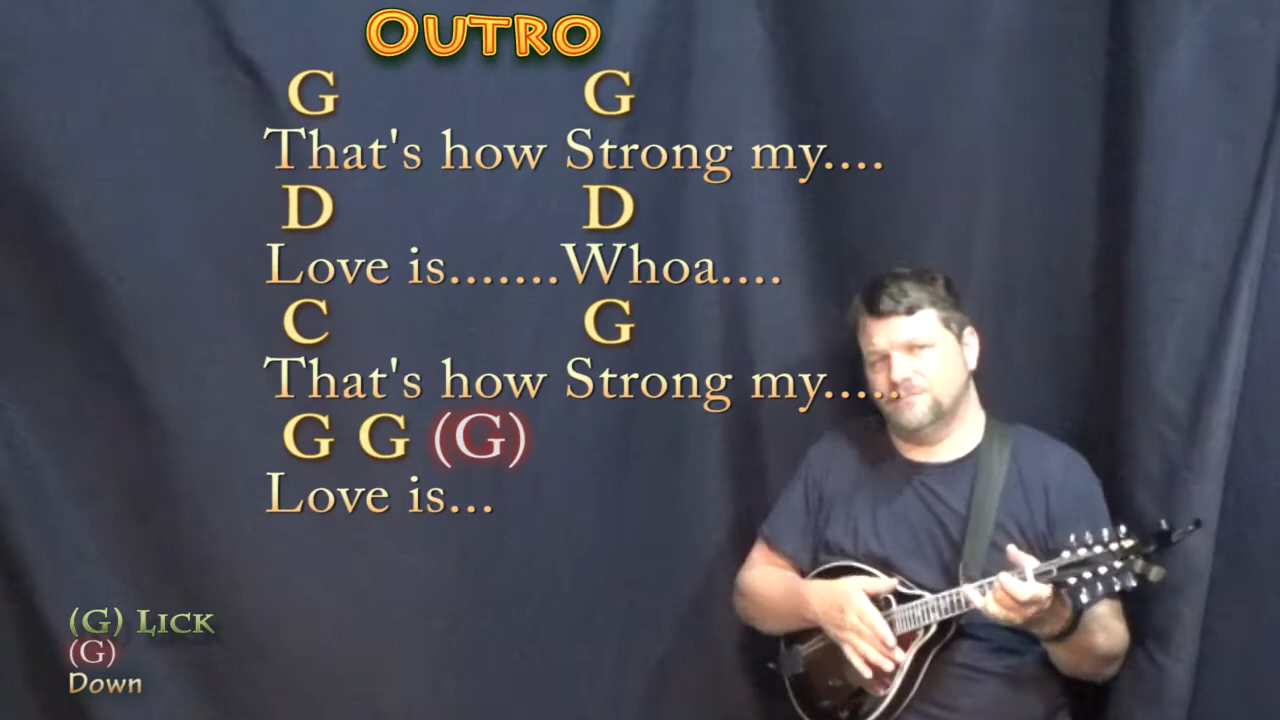 Outro
G G
That's how Strong my....
D D
Love is.......Whoa....
C G
That's how Strong my.....
G G (G)
Love is...
(G) Lick
(G)
Down